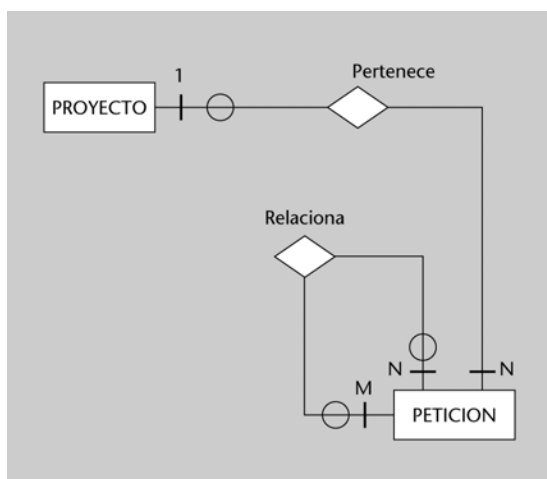 1
Pertenece
PROYECTO
Relaciona
N
N
M
PETICION